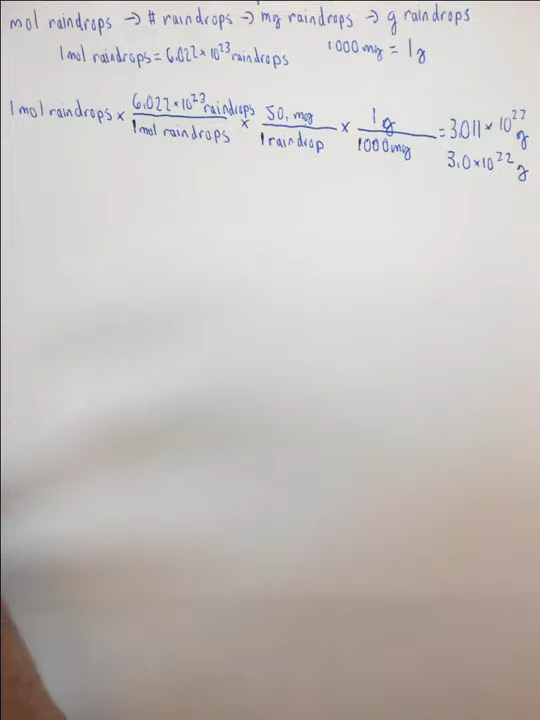 mol raindrops → # raindrops → mg raindrops → g raindrops
1 mol raindrops = 6.022 × 10²³ raindrops 1000 mg = 1g
1 mol raindrops × 6.022 × 10²³ raindrops / 1 mol raindrops × 50. mg / 1 raindrop × 1 g / 1000 mg = 3.011 × 10²² g
3.0 × 10²² g